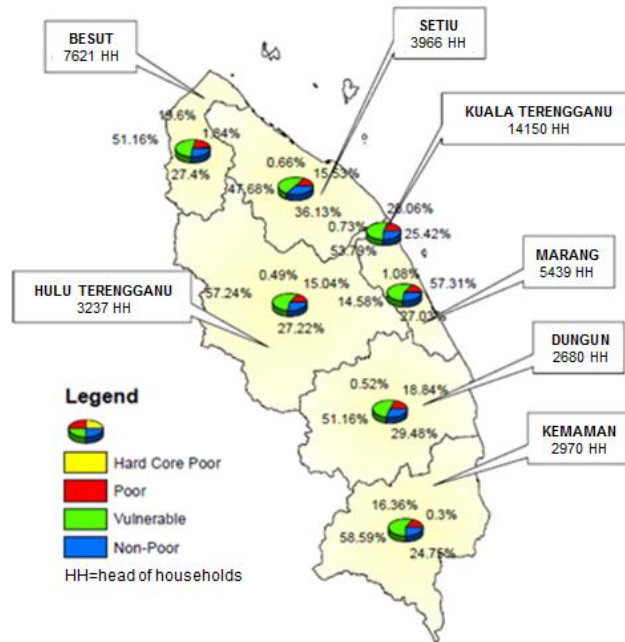 BESUT
7621 HH
SETIU
3966 HH
KUALA TERENGGANU
14150 HH
19.6%
1.84%
51.16%
27.4%
0.66%
15.53%
47.68%
36.13%
20.06%
0.73%
25.42%
53.79%
MARANG
5439 HH
1.08%
57.31%
14.58%
27.03%
HULU TERENGGANU
3237 HH
0.49%
15.04%
57.24%
27.22%
DUNGUN
2680 HH
0.52%
18.84%
51.16%
29.48%
KEMAMAN
2970 HH
16.36%
0.3%
58.59%
24.75%
Legend
Hard Core Poor
Poor
Vulnerable
Non-Poor
HH=head of households